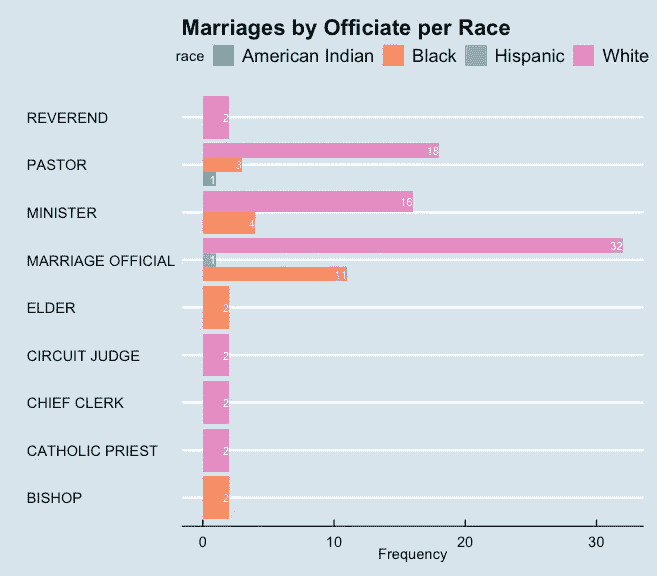 Marriages by Officiate per Race
race American Indian Black Hispanic White
REVEREND 2
PASTOR 18 3 1
MINISTER 16 4
MARRIAGE OFFICIAL 32 1 11
ELDER 2
CIRCUIT JUDGE 2
CHIEF CLERK 2
CATHOLIC PRIEST 2
BISHOP 2
0 10 20 30
Frequency